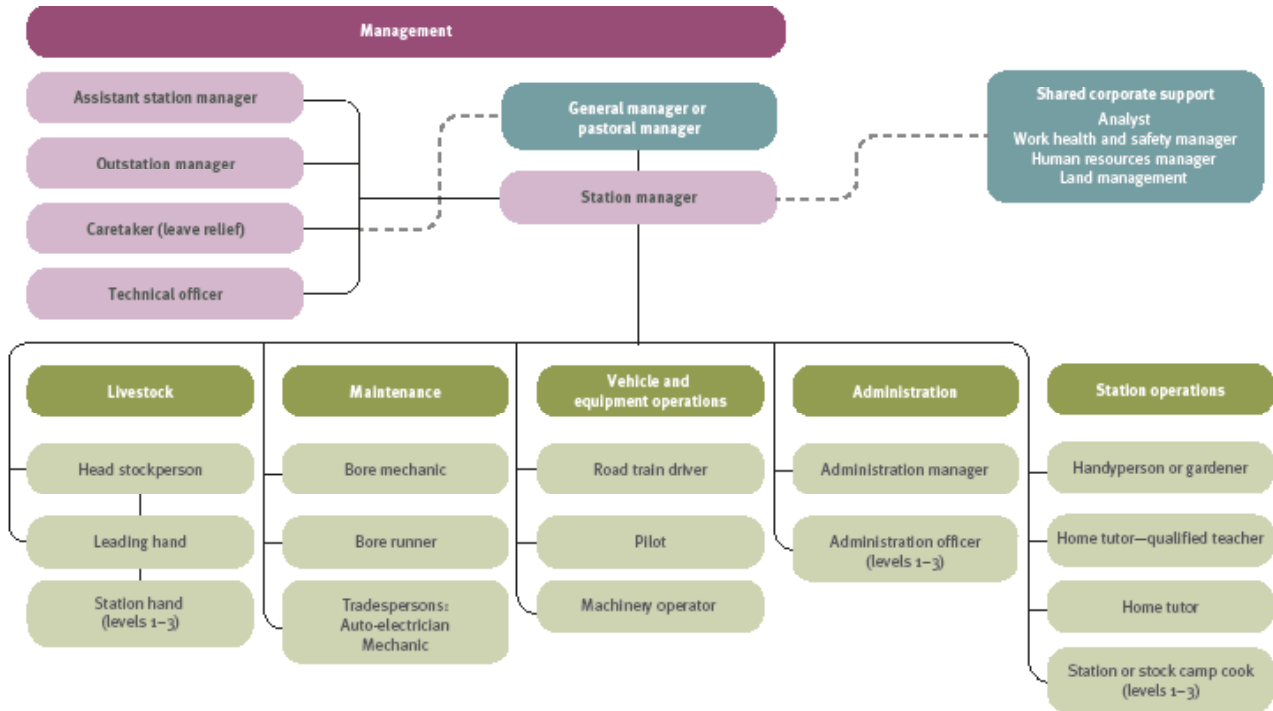 Management
Assistant station manager
Outstation manager
Caretaker (leave relief)
Technical officer
General manager or
pastoral manager
Station manager
Shared corporate support
Analyst
Work health and safety manager
Human resources manager
Land management
Livestock
Head stockperson
Leading hand
Station hand
(levels 1–3)
Maintenance
Bore mechanic
Bore runner
Tradespersons:
Auto-electrician
Mechanic
Vehicle and
equipment operations
Road train driver
Pilot
Machinery operator
Administration
Administration manager
Administration officer
(levels 1–3)
Station operations
Handyperson or gardener
Home tutor—qualified teacher
Home tutor
Station or stock camp cook
(levels 1–3)